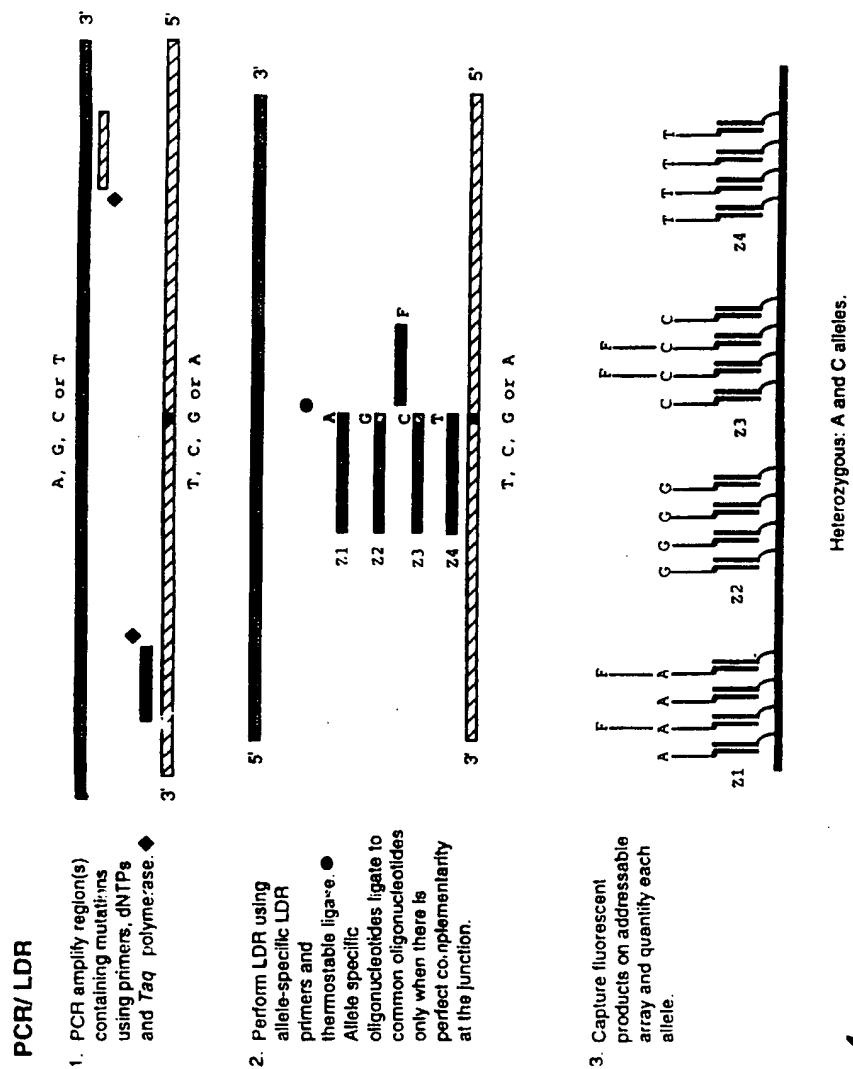 PCR/ LDR
1. PCR amplify region(s)
containing mutations
using primers, dNTPs
and Taq polymerase. ◆
A, G, C or T
3'
3'
5'
T, C, G or A
2. Perform LDR using
allele-specific LDR
primers and
thermostable ligase. ●
Allele specific
oligonucleotides ligate to
common oligonucleotides
only when there is
perfect complementarity
at the junction.
5'
3'
Z1 A
Z2 G
Z3 C F
Z4 T
3'
5'
T, C, G or A
3. Capture fluorescent
products on addressable
array and quantify each
allele.
F F F F
A A A A G G G G C C C C T T T T
Z1 Z2 Z3 Z4
Heterozygous: A and C alleles.